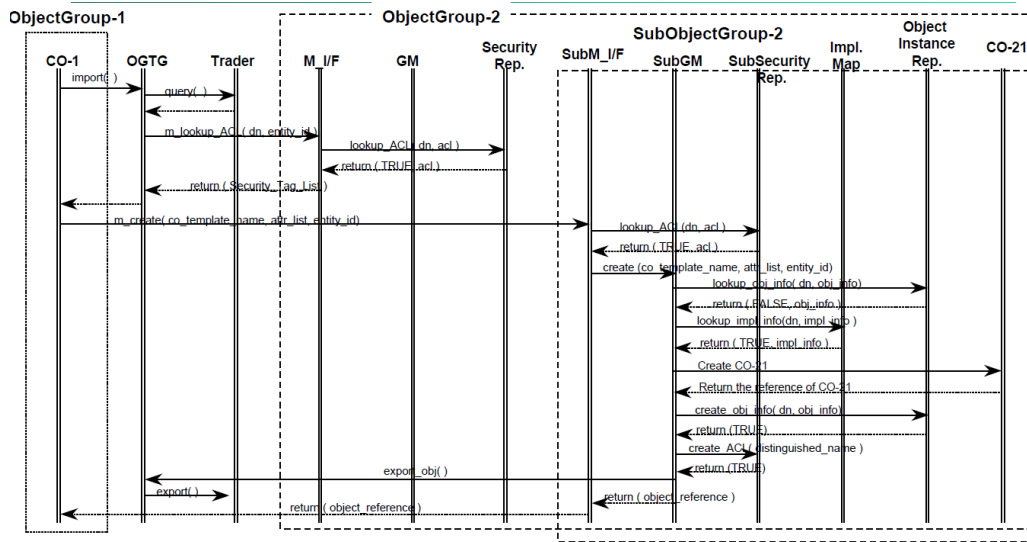 ObjectGroup-1
ObjectGroup-2
SubObjectGroup-2
CO-1
OGTG
Trader
M_I/F
GM
Security
Rep.
SubM_I/F
SubGM
SubSecurity
Rep.
Impl.
Map
Object
Instance
Rep.
CO-21
import( )
query( )
m_lookup_ACL( dn, entity_id )
lookup_ACL( dn, acl )
return ( TRUE, acl )
return ( Security_Tag_List )
m_create( co_template_name, attr_list, entity_id)
lookup_ACL(dn, acl )
return ( TRUE, acl )
create (co_template_name, attr_list, entity_id)
lookup_obj_info( dn, obj_info)
return ( FALSE, obj_info )
lookup_impl_info(dn, impl_info )
return ( TRUE, impl_info )
Create CO-21
Return the reference of CO-21
create_obj_info( dn, obj_info)
return (TRUE)
create_ACL( distinguished_name )
return (TRUE)
export_obj( )
export( )
return ( object_reference )
return ( object_reference )